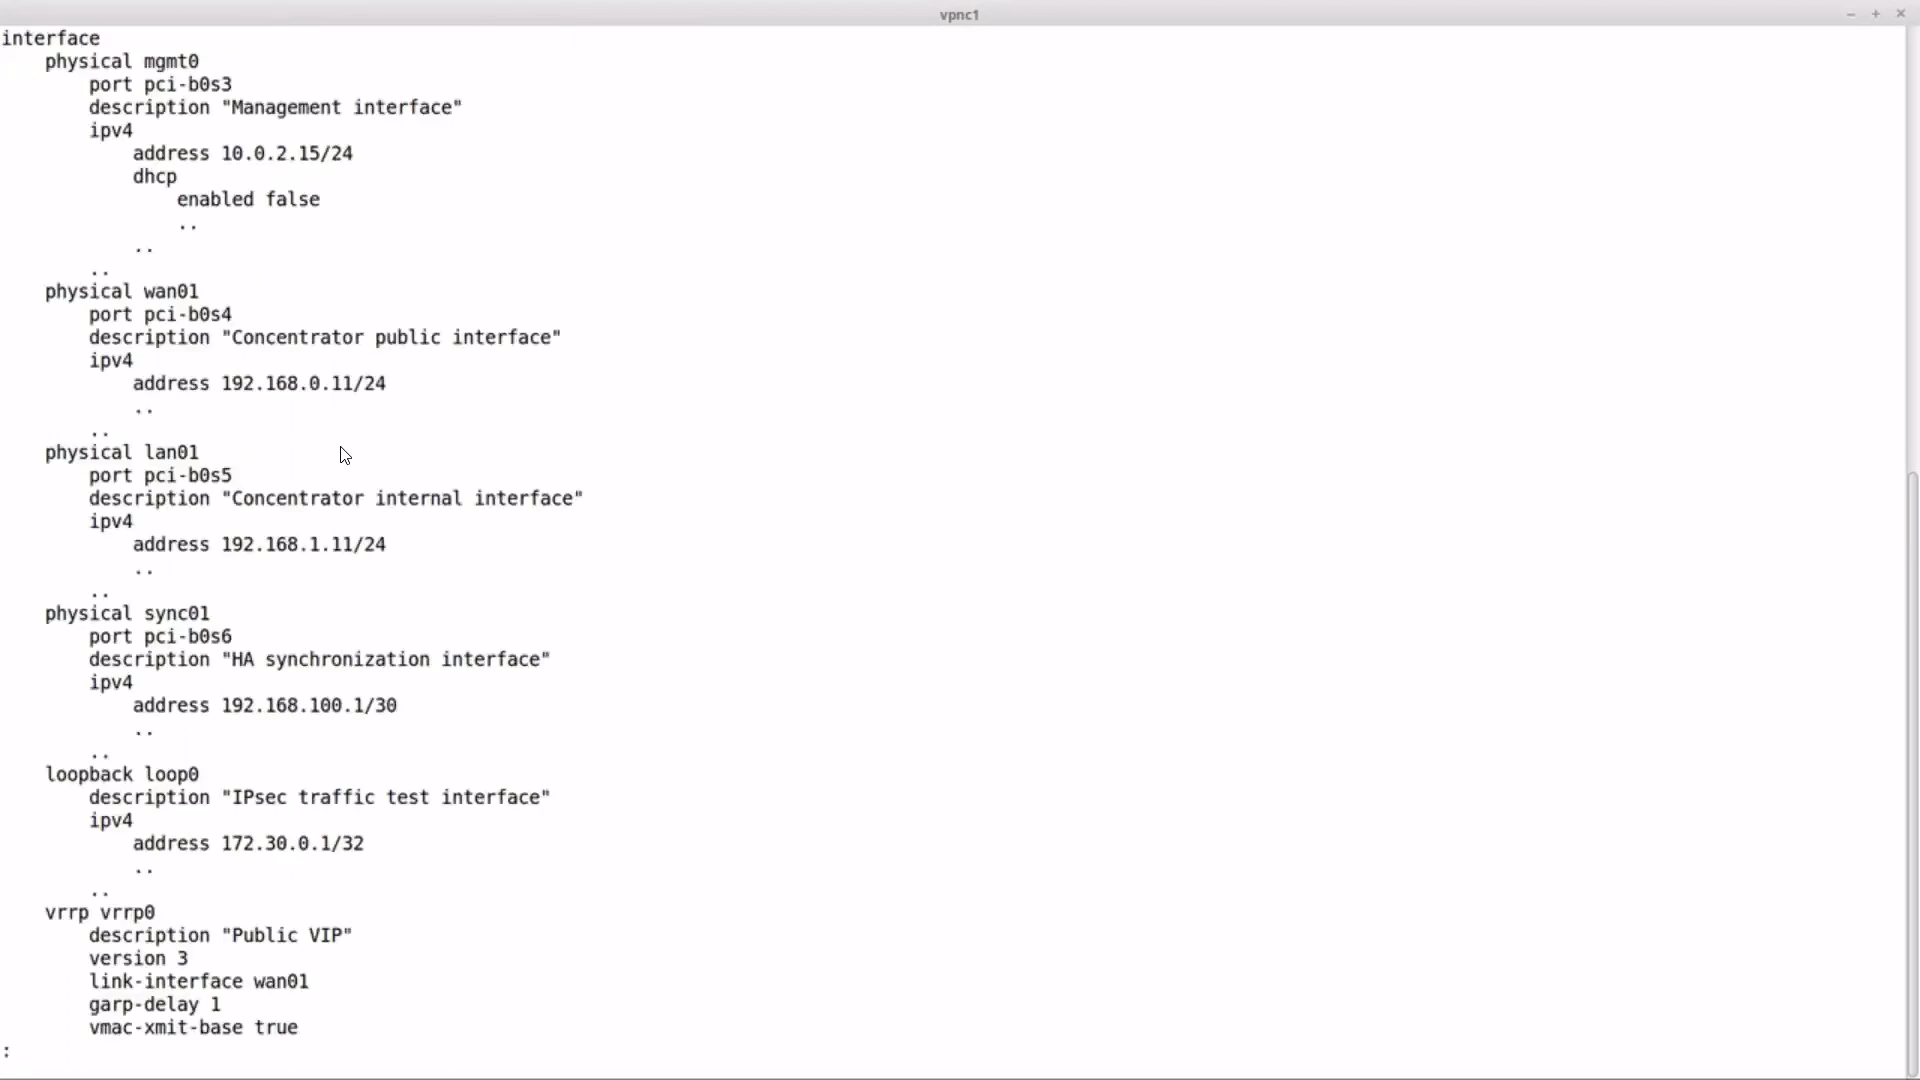 vpnc1
interface
physical mgmt0
port pci-b0s3
description "Management interface"
ipv4
address 10.0.2.15/24
dhcp
enabled false
..
..
..
physical wan01
port pci-b0s4
description "Concentrator public interface"
ipv4
address 192.168.0.11/24
..
..
physical lan01
port pci-b0s5
description "Concentrator internal interface"
ipv4
address 192.168.1.11/24
..
..
physical sync01
port pci-b0s6
description "HA synchronization interface"
ipv4
address 192.168.100.1/30
..
..
loopback loop0
description "IPsec traffic test interface"
ipv4
address 172.30.0.1/32
..
..
vrrp vrrp0
description "Public VIP"
version 3
link-interface wan01
garp-delay 1
vmac-xmit-base true
: